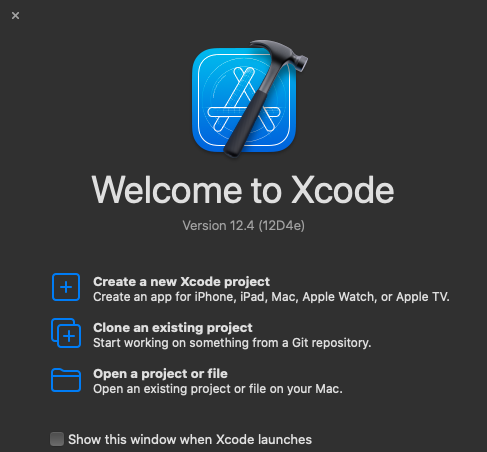 Welcome to Xcode
Version 12.4 (12D4e)
Create a new Xcode project
Create an app for iPhone, iPad, Mac, Apple Watch, or Apple TV.
Clone an existing project
Start working on something from a Git repository.
Open a project or file
Open an existing project or file on your Mac.
Show this window when Xcode launches